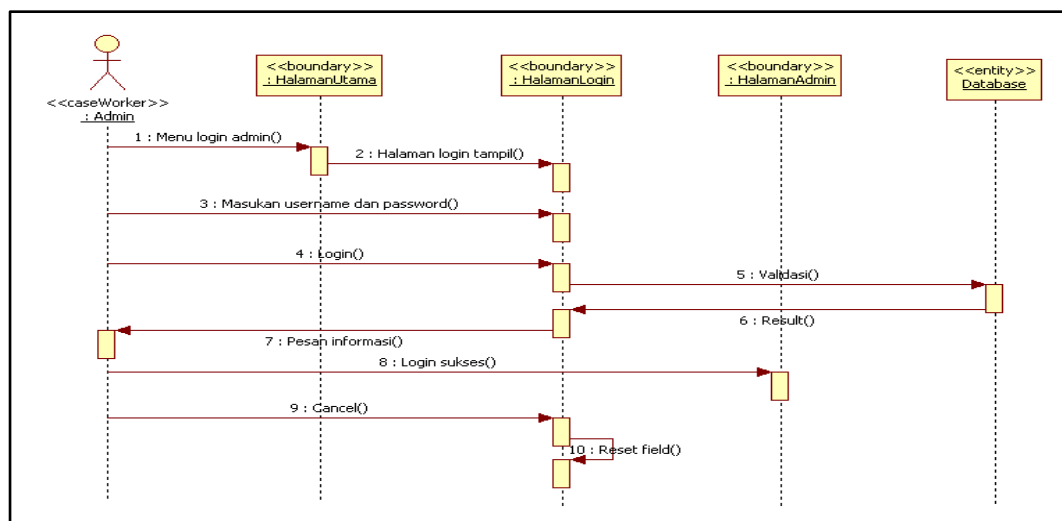 <<caseWorker>>
: Admin
<<boundary>>
: HalamanUtama
<<boundary>>
: HalamanLogin
<<boundary>>
: HalamanAdmin
<<entity>>
Database
1 : Menu login admin()
2 : Halaman login tampil()
3 : Masukan username dan password()
4 : Login()
5 : Validasi()
6 : Result()
7 : Pesan informasi()
8 : Login sukses()
9 : Cancel()
10 : Reset field()